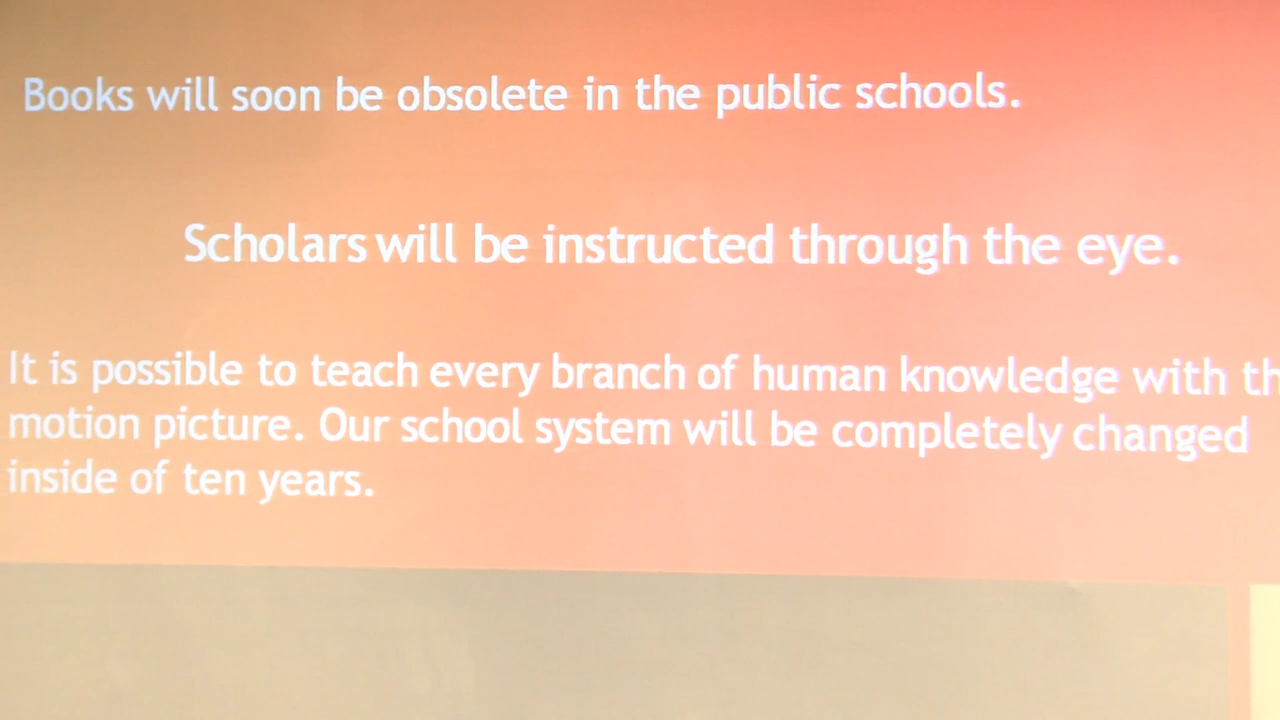 Books will soon be obsolete in the public schools.
Scholars will be instructed through the eye.
It is possible to teach every branch of human knowledge with
motion picture. Our school system will be completely changed
inside of ten years.